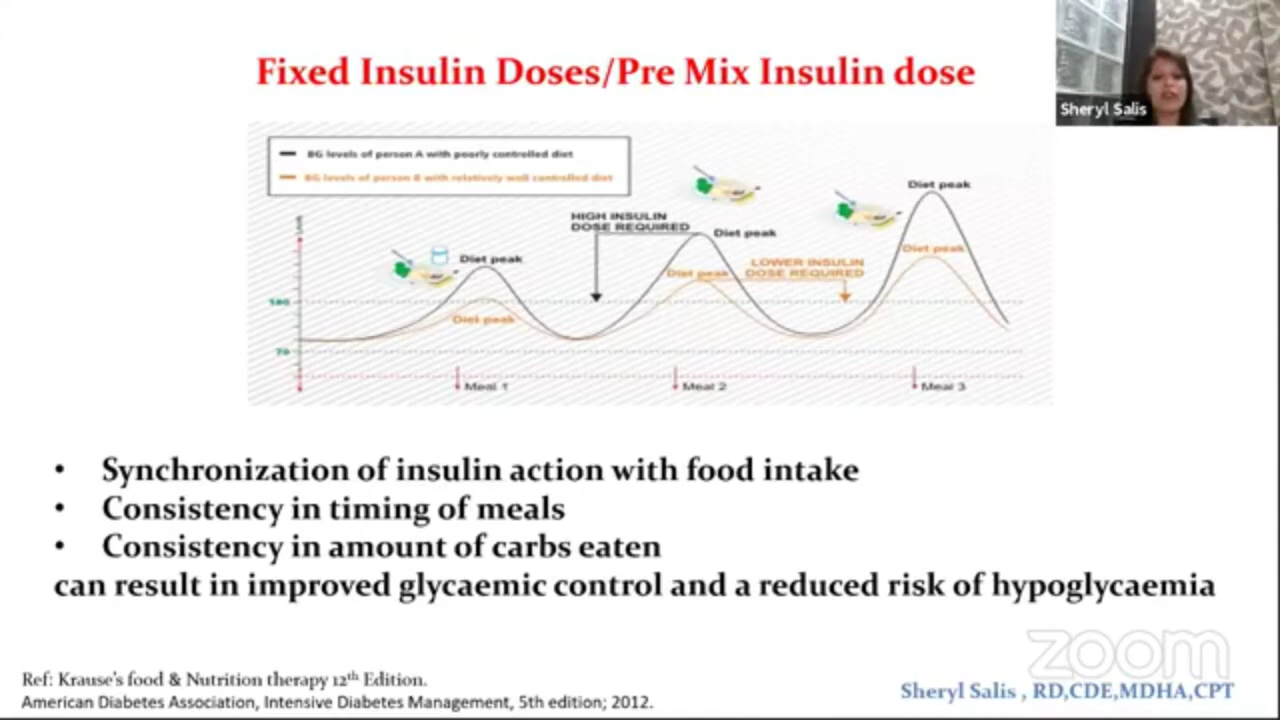 Fixed Insulin Doses/Pre Mix Insulin dose
Sheryl Salis
BG levels of person A with poorly controlled diet
BG levels of person B with relatively well controlled diet
Diet peak
HIGH INSULIN
DOSE REQUIRED
Diet peak
Diet peak
Diet peak
LOWER INSULIN
DOSE REQUIRED
Diet peak
Diet peak
180
70
Meal 1
Meal 2
Meal 3
• Synchronization of insulin action with food intake
• Consistency in timing of meals
• Consistency in amount of carbs eaten
can result in improved glycaemic control and a reduced risk of hypoglycaemia
zoom
Ref: Krause's food & Nutrition therapy 12th Edition.
American Diabetes Association, Intensive Diabetes Management, 5th edition; 2012.
Sheryl Salis , RD,CDE,MDHA,CPT